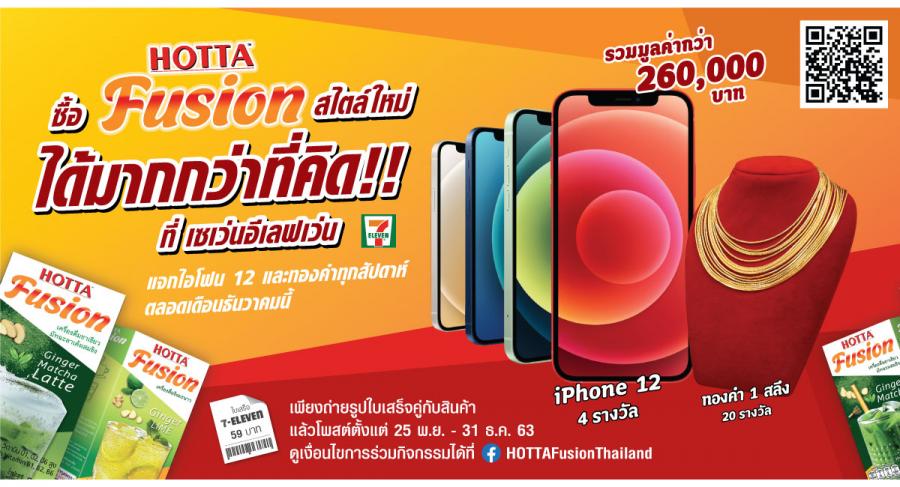 HOTTA
ซื้อ Fusion สไตล์ใหม่
ได้มากกว่าที่คิด!!
ที่ เซเว่นอีเลฟเว่น
7 ELEVEN
แจกไอโฟน 12 และทองคำทุกสัปดาห์
ตลอดเดือนธันวาคมนี้
รวมมูลค่ากว่า
260,000
บาท
iPhone 12
4 รางวัล
ทองคำ 1 สลึง
20 รางวัล
HOTTA
Fusion
Ginger
Matcha
Latte
HOTTA
Fusion
Ginger
LIME
HOTTA
Fusion
Ginger
Matcha
ใบเสร็จ
7-ELEVEN
59 บาท
เพียงถ่ายรูปใบเสร็จคู่กับสินค้า
แล้วโพสต์ตั้งแต่ 25 พ.ย. - 31 ธ.ค. 63
ดูเงื่อนไขการร่วมกิจกรรมได้ที่ HOTTAFusionThailand